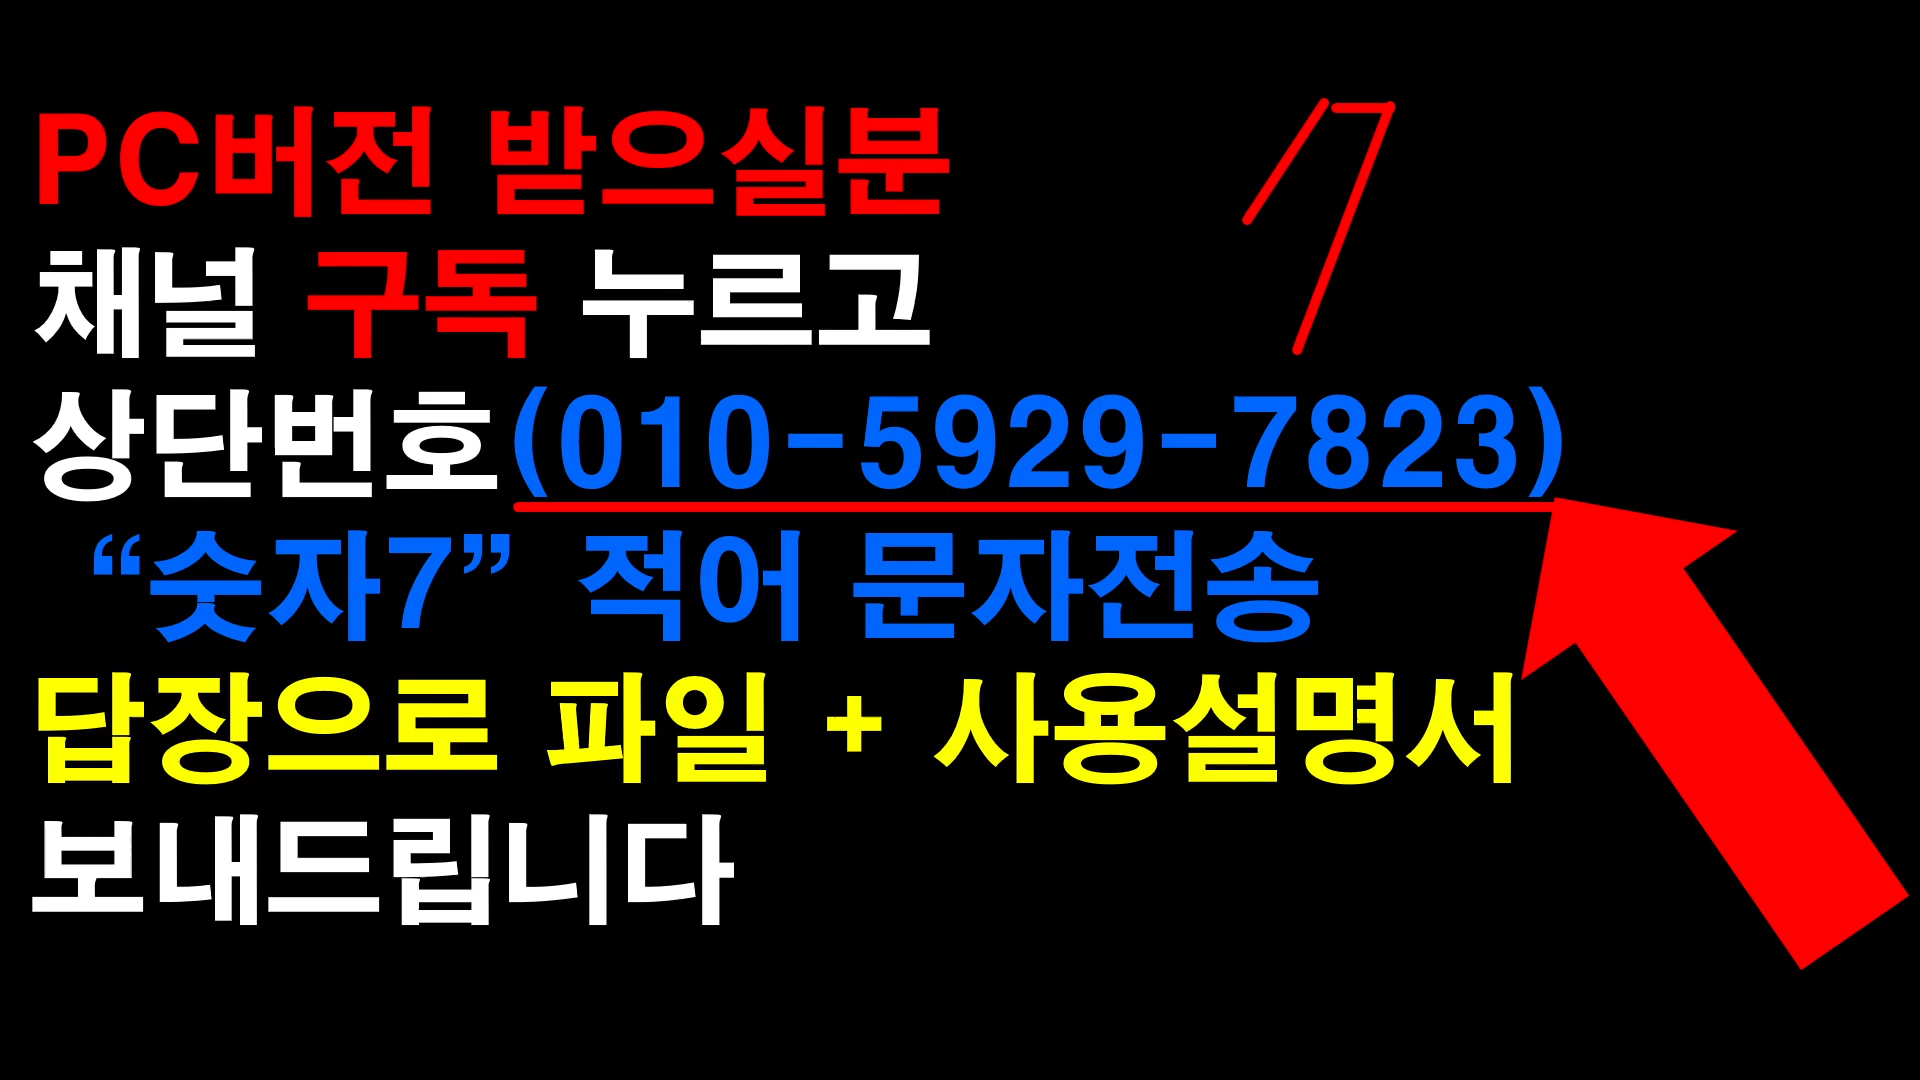 PC버전 받으실분
채널 구독 누르고
상단번호(010-5929-7823)
“숫자7” 적어 문자전송
답장으로 파일 + 사용설명서
보내드립니다
7